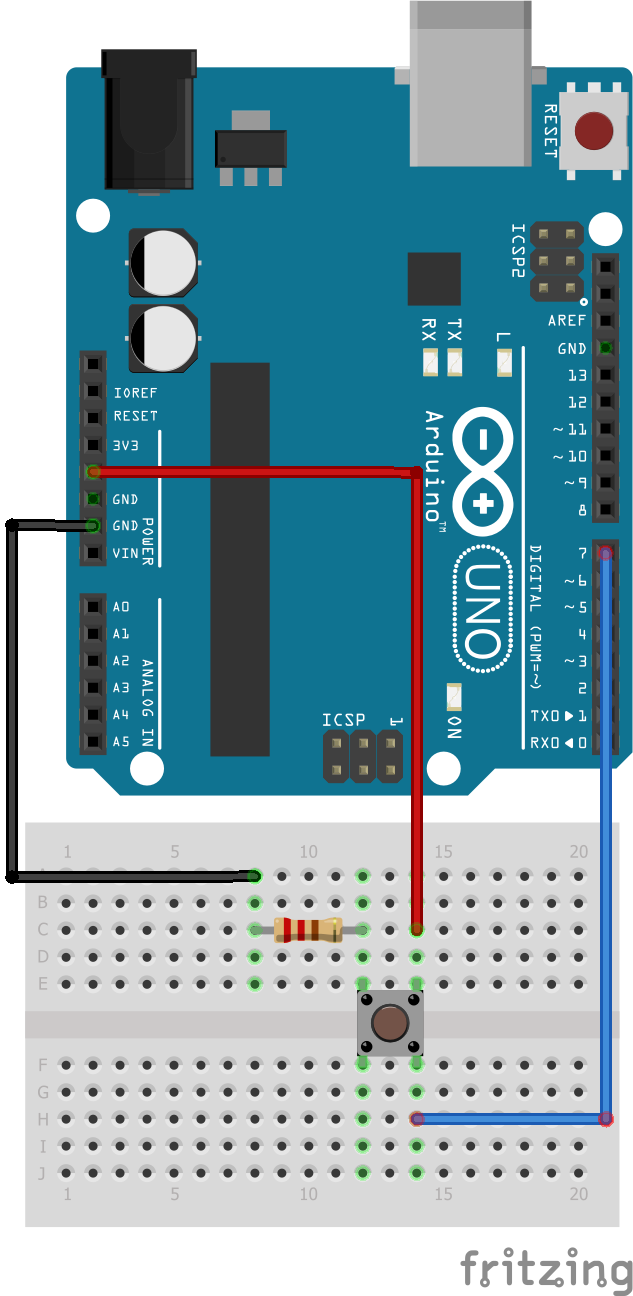 RESET
ICSP2
AREF
GND
RX
TX
L
13
IOREF
12
RESET
~11
3V3
~10
Arduino™
~9
GND
8
GND
POWER
VIN
7
~6
UNO
DIGITAL (PWM=~)
A0
~5
A1
4
A2
~3
A3
2
ANALOG IN
A4
TX0▶1
A5
RX0◀0
ICSP
1
ON
1 5 10 15 20
A
B
C
D
E
F
G
H
I
J
1 5 10 15 20
fritzing